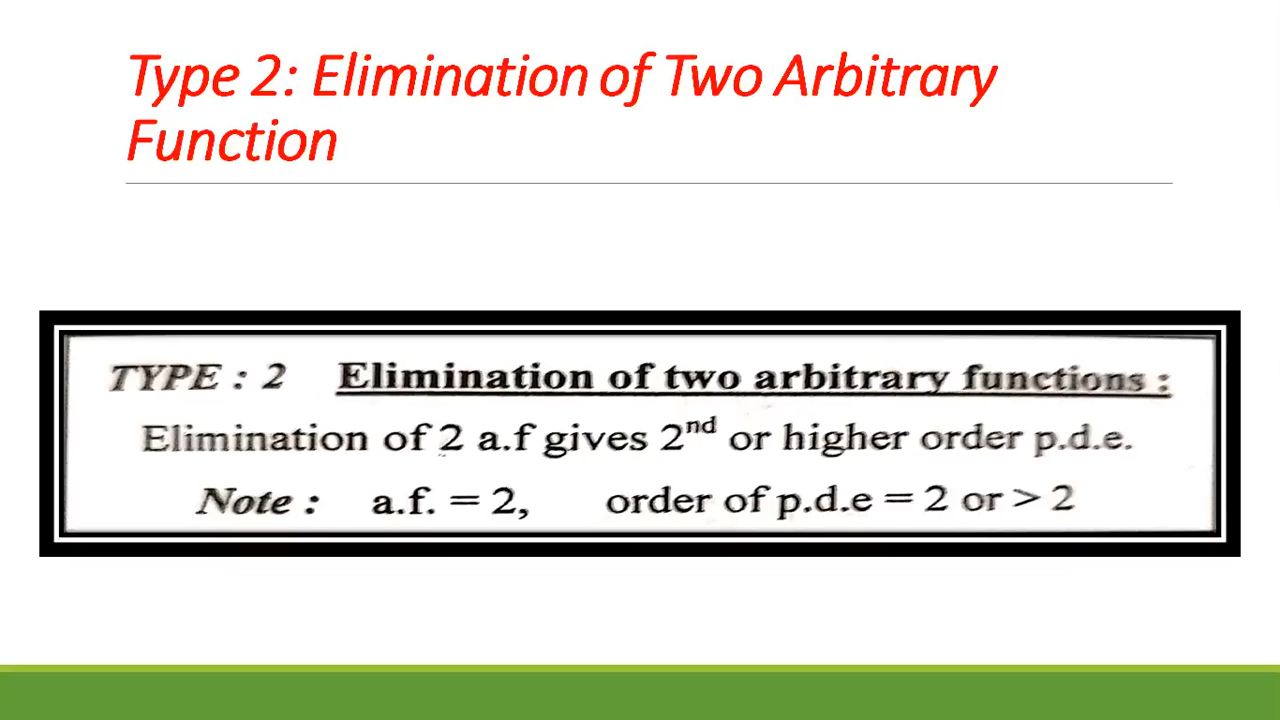 Type 2: Elimination of Two Arbitrary
Function
TYPE : 2 Elimination of two arbitrary functions :
Elimination of 2 a.f gives 2nd or higher order p.d.e.
Note : a.f. = 2, order of p.d.e = 2 or > 2